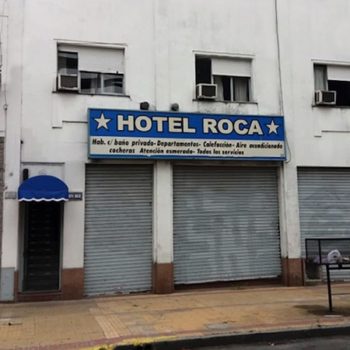 HOTEL ROCA
Hab. c/ baño privado - Departamentos - Calefacción - Aire acondicionado
cocheras Atención esmerada - Todos los servicios